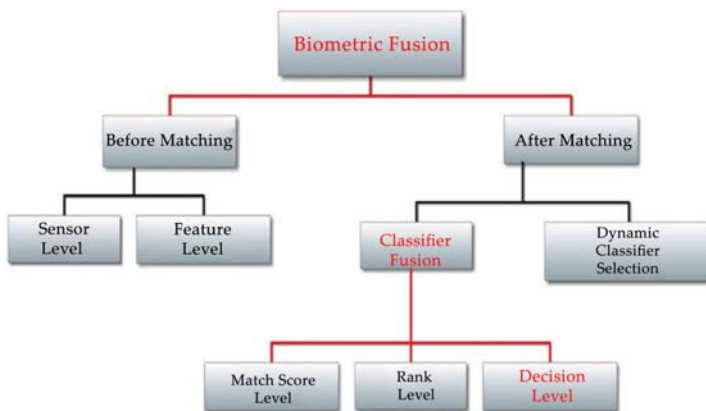 Biometric Fusion
Before Matching
After Matching
Sensor
Level
Feature
Level
Classifier
Fusion
Dynamic
Classifier
Selection
Match Score
Level
Rank
Level
Decision
Level